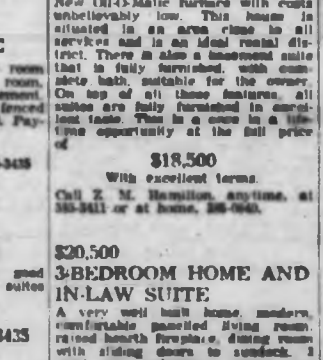 New Oil-O-Matic furnace with costs
unbelievably low. This house is
situated in an area close to all
services and is an ideal rental dis-
trict. There is also a basement suite
that is fully furnished, with com-
plete bath, suitable for the owner.
On top of all these features, all
suites are fully furnished in excel-
lent taste. This is a once in a life-
time opportunity at the full price
of
$18,500
With excellent terms.
Call Z. M. Hamilton, anytime, at
or at home,
$20,500
3-BEDROOM HOME AND
IN-LAW SUITE
A very well built home, modern,
comfortable panelled living room,
raised hearth fireplace, dining room
with sliding doors to sundeck. 
room
room,
fenced
Pay-
3435
good
suites
3435